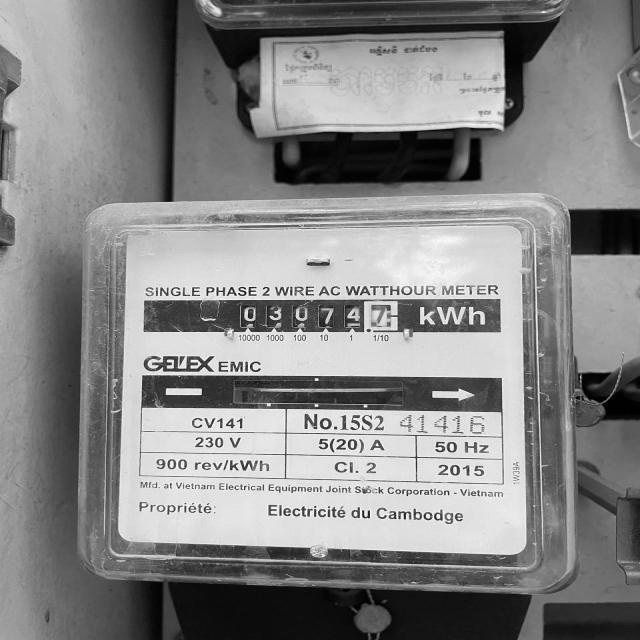 SINGLE PHASE 2 WIRE AC WATTHOUR METER
0 3 0 7 4 7 kWh
10000 1000 100 10 1 1/10
GELEX EMIC
CV141 No.15S2 41416
230 V 5(20) A 50 Hz
900 rev/kWh Cl. 2 2015
1W39A
Mfd. at Vietnam Electrical Equipment Joint Stock Corporation - Vietnam
Propriété: Electricité du Cambodge